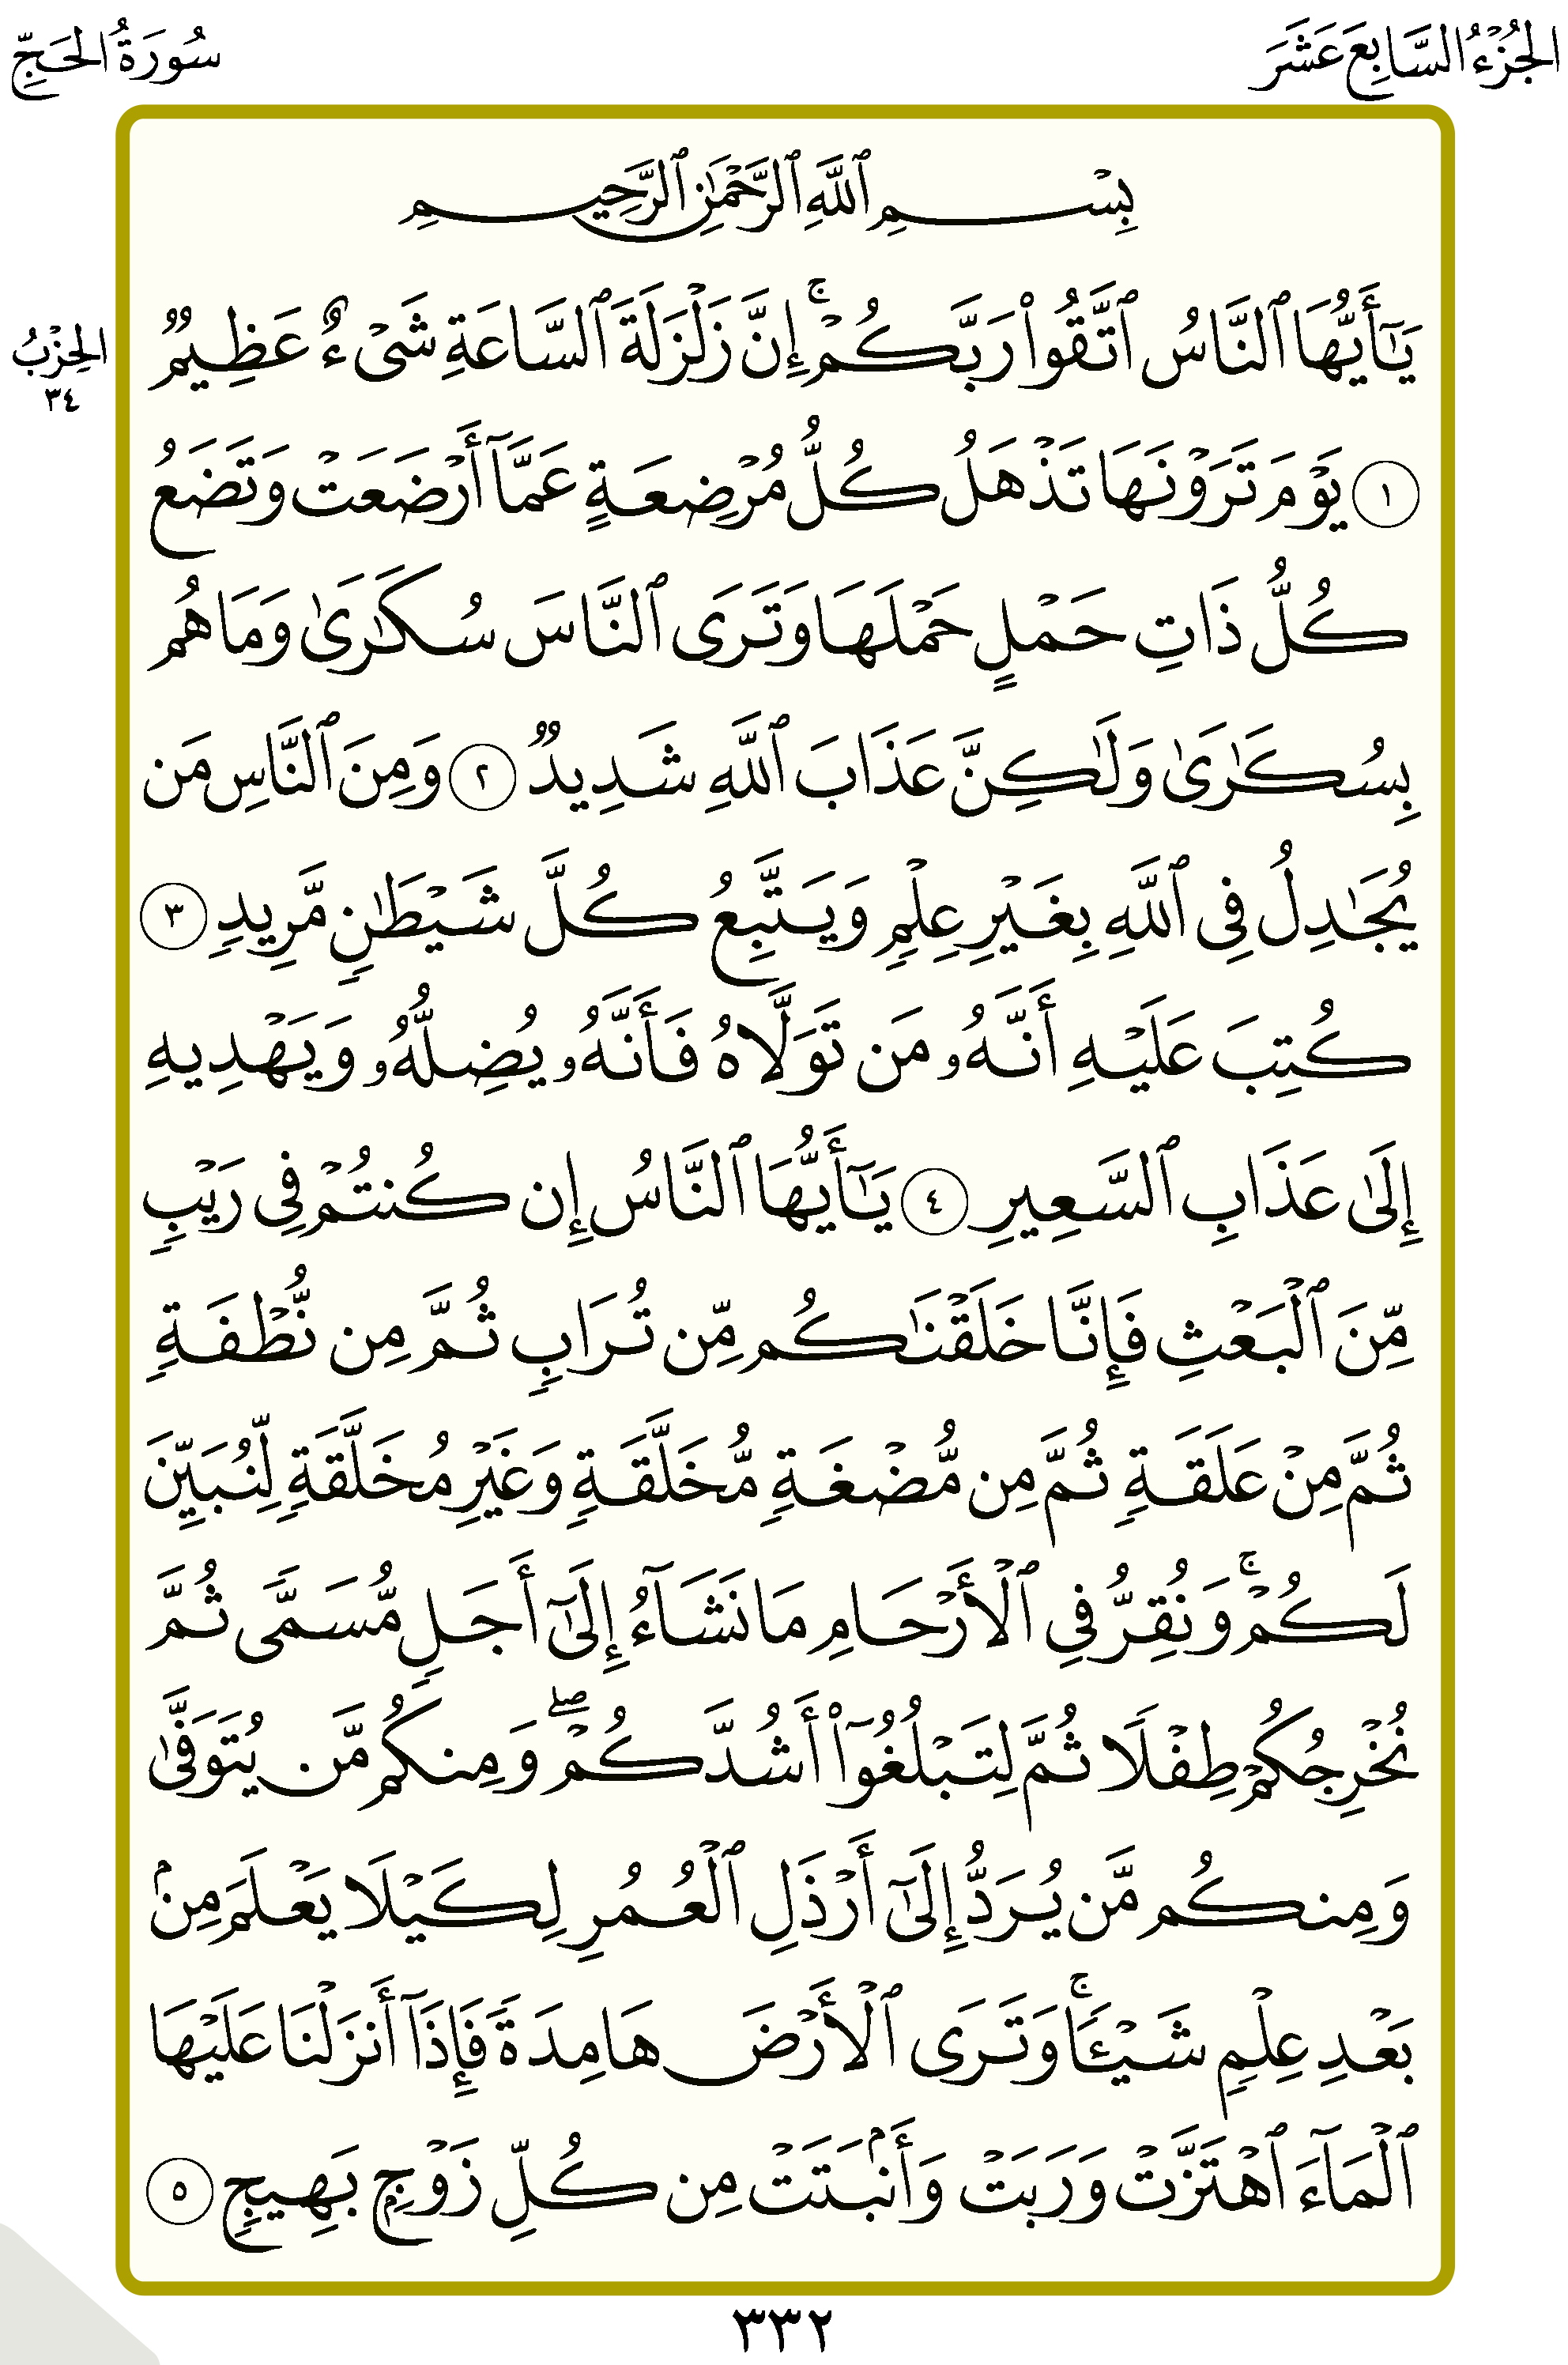 الجُزْءُ السَّابِعَ عَشَرَ
سُورَةُ الحَجِّ
بِسْمِ ٱللَّهِ ٱلرَّحْمَٰنِ ٱلرَّحِيمِ
يَٰٓأَيُّهَا ٱلنَّاسُ ٱتَّقُوا۟ رَبَّكُمْ ۚ إِنَّ زَلْزَلَةَ ٱلسَّاعَةِ شَىْءٌ عَظِيمٌ
الحِزْبُ
٣٤
١ يَوْمَ تَرَوْنَهَا تَذْهَلُ كُلُّ مُرْضِعَةٍ عَمَّآ أَرْضَعَتْ وَتَضَعُ
كُلُّ ذَاتِ حَمْلٍ حَمْلَهَا وَتَرَى ٱلنَّاسَ سُكَٰرَىٰ وَمَا هُم
بِسُكَٰرَىٰ وَلَٰكِنَّ عَذَابَ ٱللَّهِ شَدِيدٌ ٢ وَمِنَ ٱلنَّاسِ مَن
يُجَٰدِلُ فِى ٱللَّهِ بِغَيْرِ عِلْمٍ وَيَتَّبِعُ كُلَّ شَيْطَٰنٍ مَّرِيدٍ ٣
كُتِبَ عَلَيْهِ أَنَّهُۥ مَن تَوَلَّاهُ فَأَنَّهُۥ يُضِلُّهُۥ وَيَهْدِيهِ
إِلَىٰ عَذَابِ ٱلسَّعِيرِ ٤ يَٰٓأَيُّهَا ٱلنَّاسُ إِن كُنتُمْ فِى رَيْبٍ
مِّنَ ٱلْبَعْثِ فَإِنَّا خَلَقْنَٰكُم مِّن تُرَابٍ ثُمَّ مِن نُّطْفَةٍ
ثُمَّ مِنْ عَلَقَةٍ ثُمَّ مِن مُّضْغَةٍ مُّخَلَّقَةٍ وَغَيْرِ مُخَلَّقَةٍ لِّنُبَيِّنَ
لَكُمْ ۚ وَنُقِرُّ فِى ٱلْأَرْحَامِ مَا نَشَآءُ إِلَىٰٓ أَجَلٍ مُّسَمًّى ثُمَّ
نُخْرِجُكُمْ طِفْلًا ثُمَّ لِتَبْلُغُوٓا۟ أَشُدَّكُمْ ۖ وَمِنكُم مَّن يُتَوَفَّىٰ
وَمِنكُم مَّن يُرَدُّ إِلَىٰٓ أَرْذَلِ ٱلْعُمُرِ لِكَيْلَا يَعْلَمَ مِنۢ
بَعْدِ عِلْمٍ شَيْـًٔا ۚ وَتَرَى ٱلْأَرْضَ هَامِدَةً فَإِذَآ أَنزَلْنَا عَلَيْهَا
ٱلْمَآءَ ٱهْتَزَّتْ وَرَبَتْ وَأَنۢبَتَتْ مِن كُلِّ زَوْجٍۭ بَهِيجٍ ٥
٣٣٢